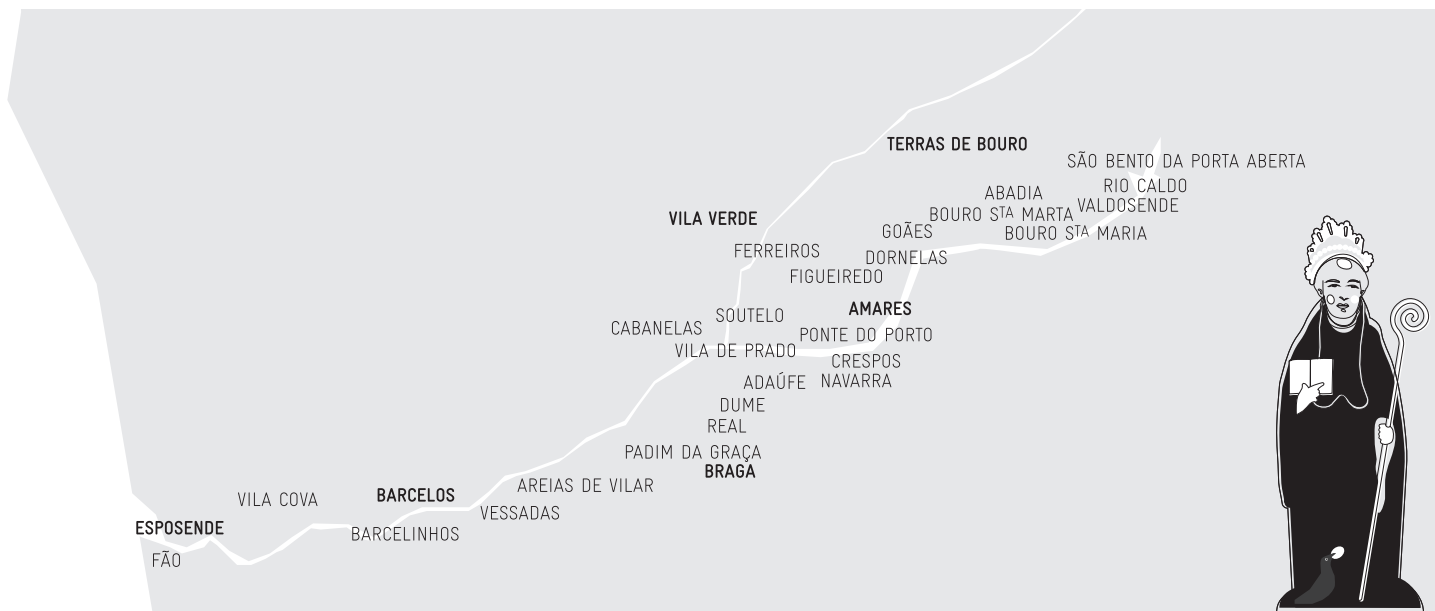 TERRAS DE BOURO
SÃO BENTO DA PORTA ABERTA
RIO CALDO
ABADIA
VALDOSENDE
BOURO STA MARTA
VILA VERDE
GOÃES
BOURO STA MARIA
FERREIROS
DORNELAS
FIGUEIREDO
AMARES
SOUTELO
CABANELAS
PONTE DO PORTO
VILA DE PRADO
CRESPOS
ADAÚFE
NAVARRA
DUME
REAL
PADIM DA GRAÇA
BRAGA
AREIAS DE VILAR
BARCELOS
VILA COVA
VESSADAS
ESPOSENDE
BARCELINHOS
FÃO